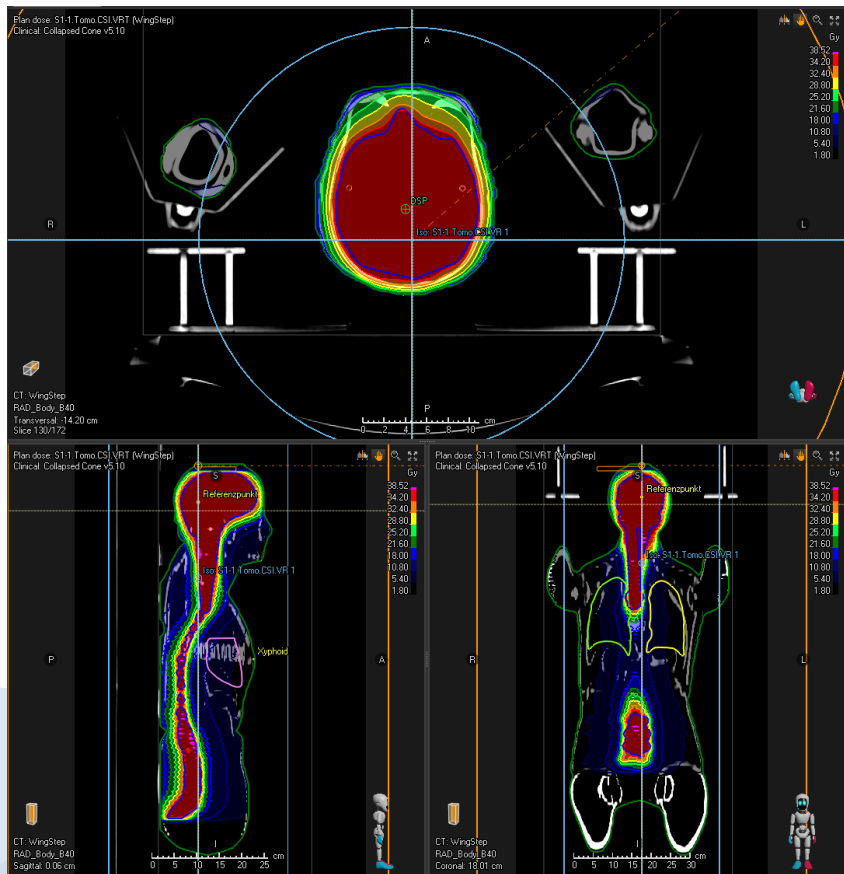 Plan dose: S1-1.Tomo.CSI.VRT (WingStep)
Clinical: Collapsed Cone v5.10
A
Gy
38.52
34.20
32.40
28.80
25.20
21.60
18.00
10.80
5.40
1.80
DSP
R
Iso: S1-1.Tomo.CSI.VR 1
L
CT: WingStep
RAD_Body_B40
Transversal: -14.20 cm
Slice 130/172
P
0 2 4 6 8 10 cm
Plan dose: S1-1.Tomo.CSI.VRT (WingStep)
Clinical: Collapsed Cone v5.10
S
Gy
38.52
34.20
32.40
28.80
25.20
21.60
18.00
10.80
5.40
1.80
Referenzpunkt
Iso: S1-1.Tomo.CSI.VR 1
Xyphoid
P
A
CT: WingStep
RAD_Body_B40
Sagittal: 0.06 cm
I
0 5 10 15 20 25 cm
Plan dose: S1-1.Tomo.CSI.VRT (WingStep)
Clinical: Collapsed Cone v5.10
S
Gy
38.52
34.20
32.40
28.80
25.20
21.60
18.00
10.80
5.40
1.80
Referenzpunkt
Iso: S1-1.Tomo.CSI.VR 1
R
L
CT: WingStep
RAD_Body_B40
Coronal: 18.01 cm
I
0 5 10 15 20 25 30 cm